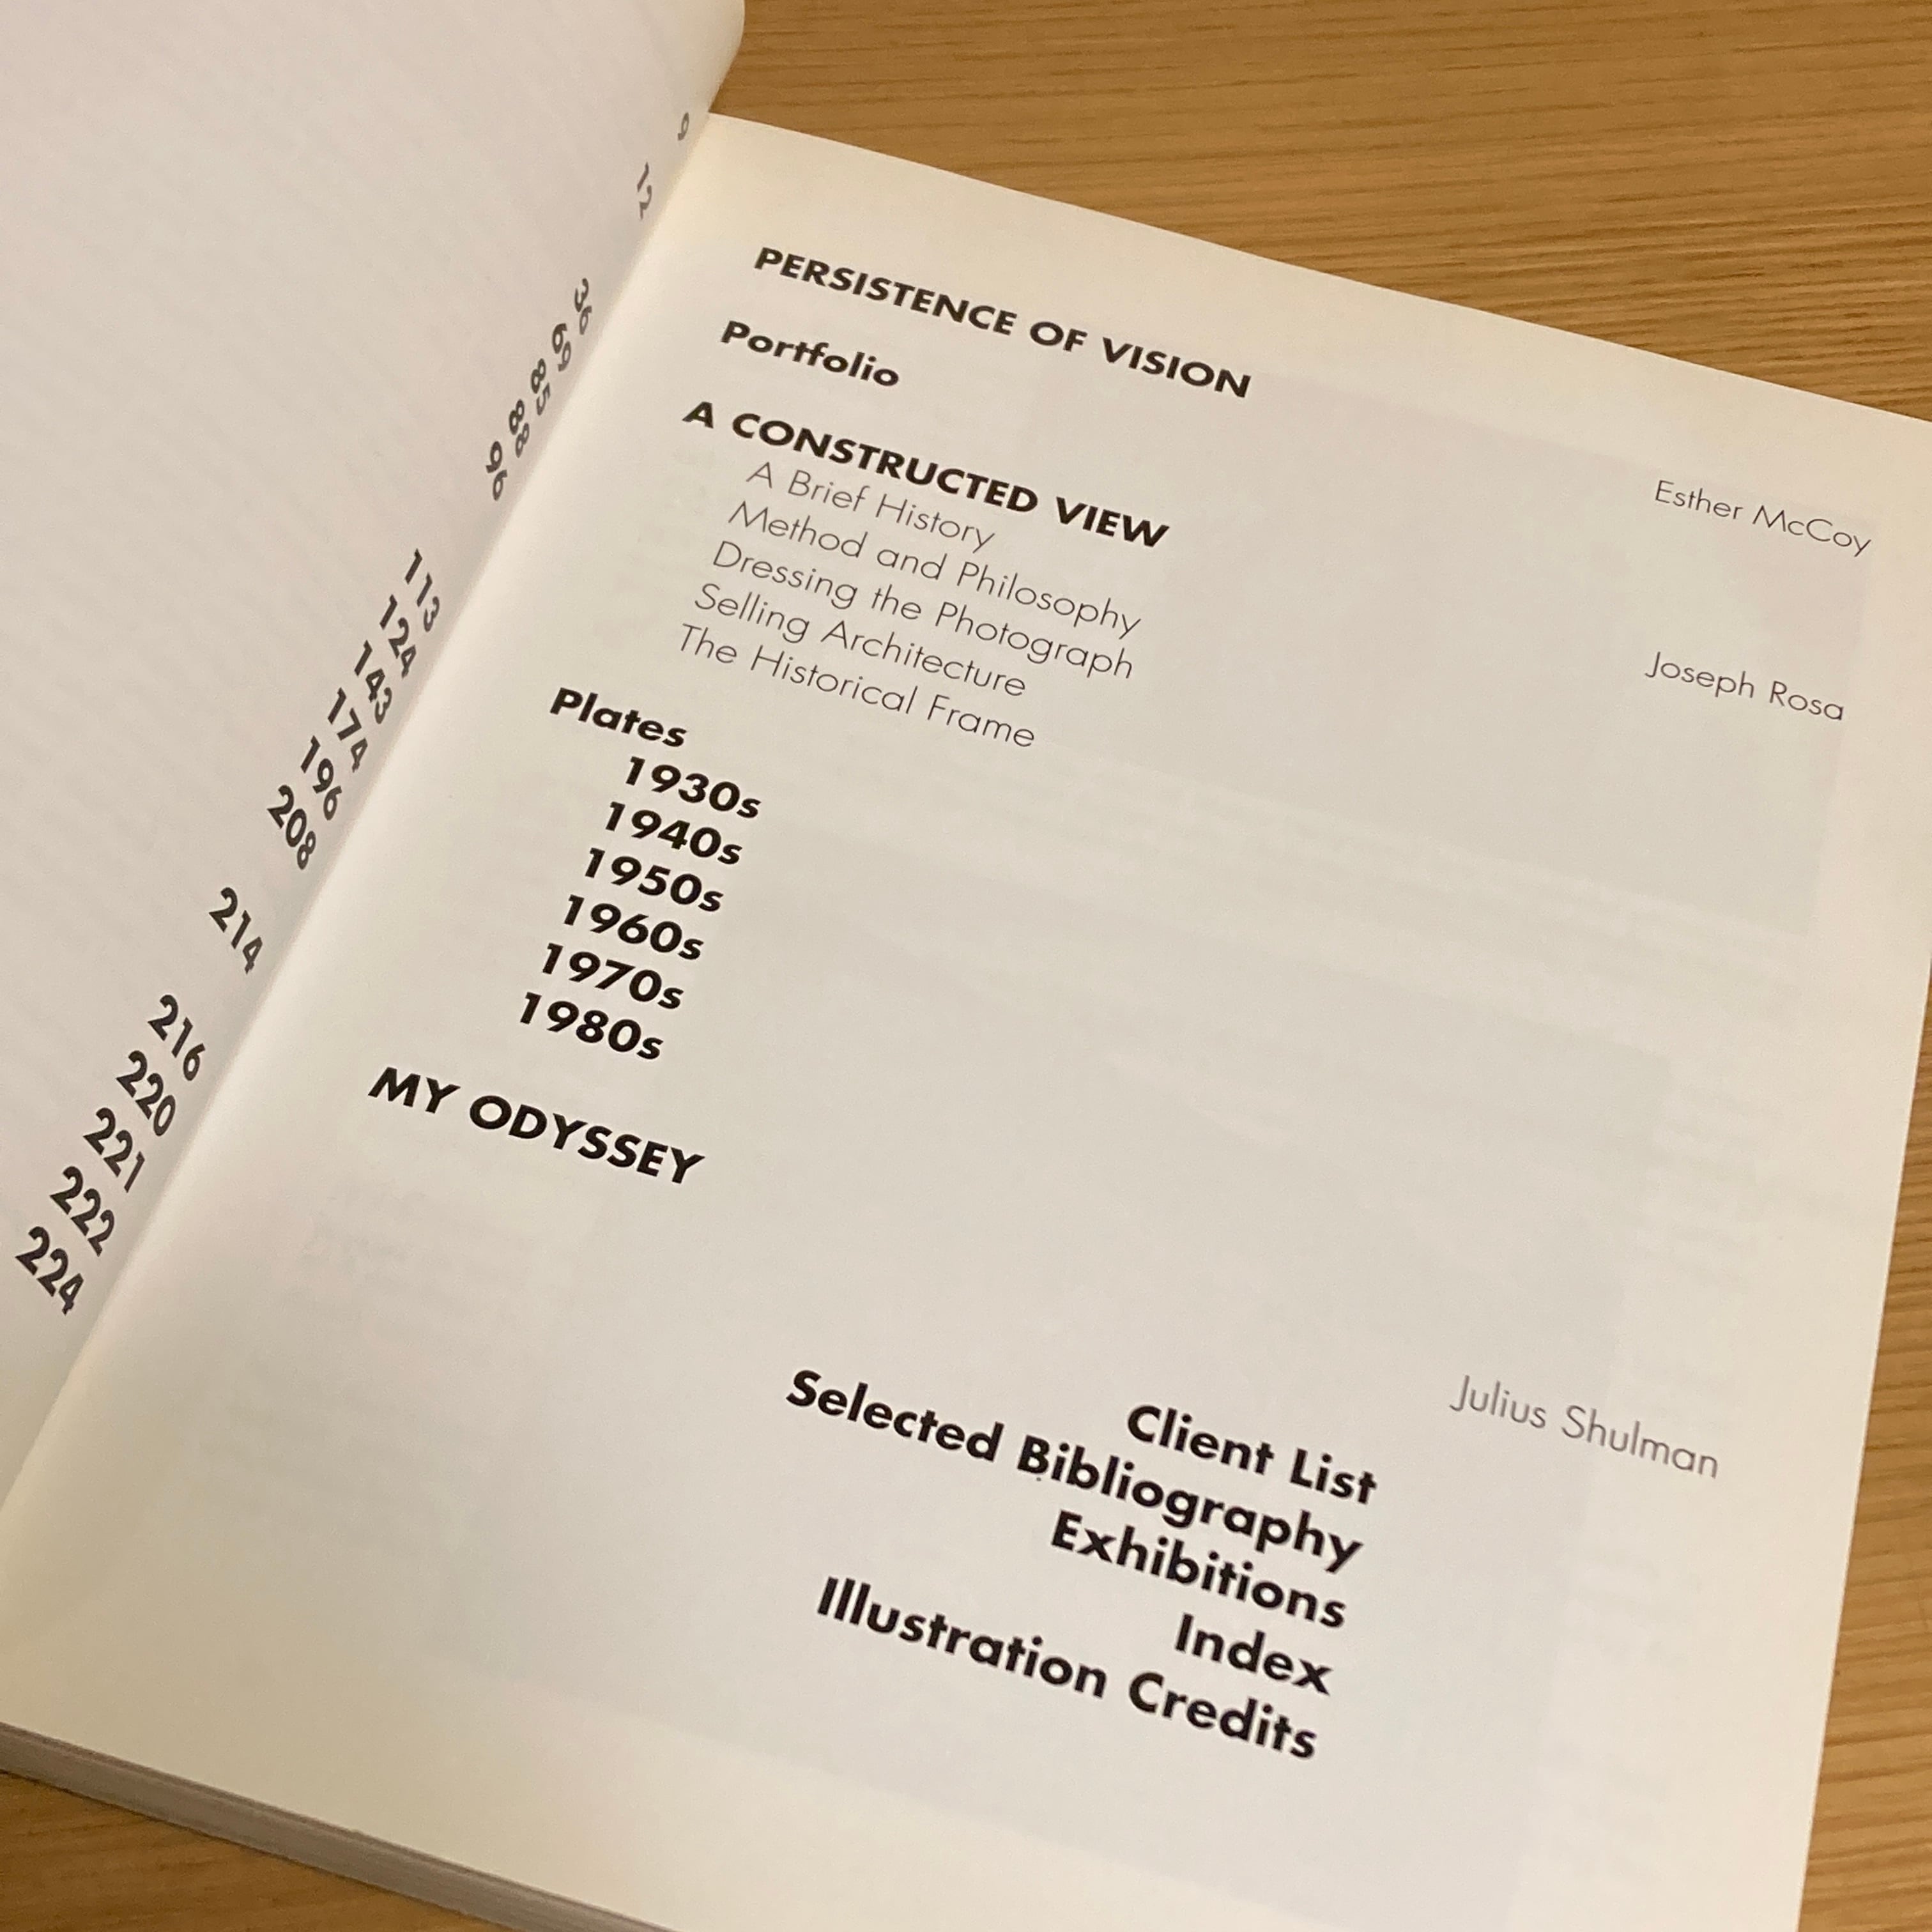 9
12
36
69
85
88
96
113
124
143
174
196
208
214
216
220
221
222
224
PERSISTENCE OF VISION
Esther McCoy
Portfolio
A CONSTRUCTED VIEW
Joseph Rosa
A Brief History
Method and Philosophy
Dressing the Photograph
Selling Architecture
The Historical Frame
Plates
1930s
1940s
1950s
1960s
1970s
1980s
MY ODYSSEY
Julius Shulman
Client List
Selected Bibliography
Exhibitions
Index
Illustration Credits